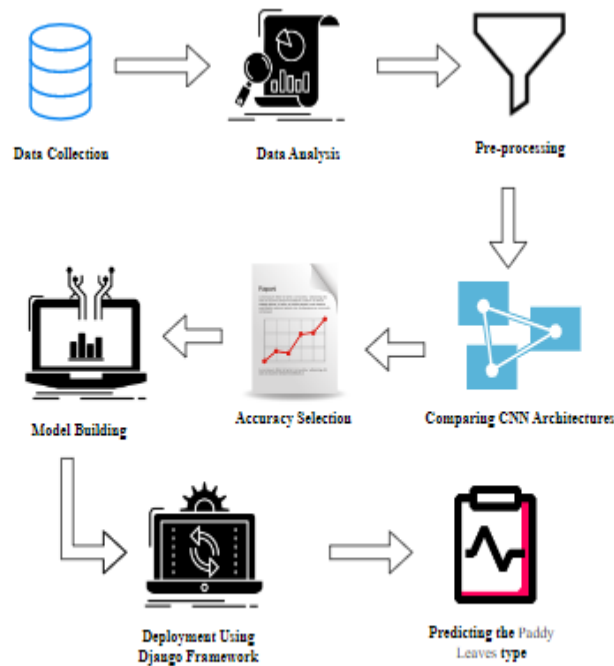 Data Collection
Data Analysis
Pre-processing
Model Building
Accuracy Selection
Comparing CNN Architectures
Deployment Using
Django Framework
Predicting the Paddy
Leaves type